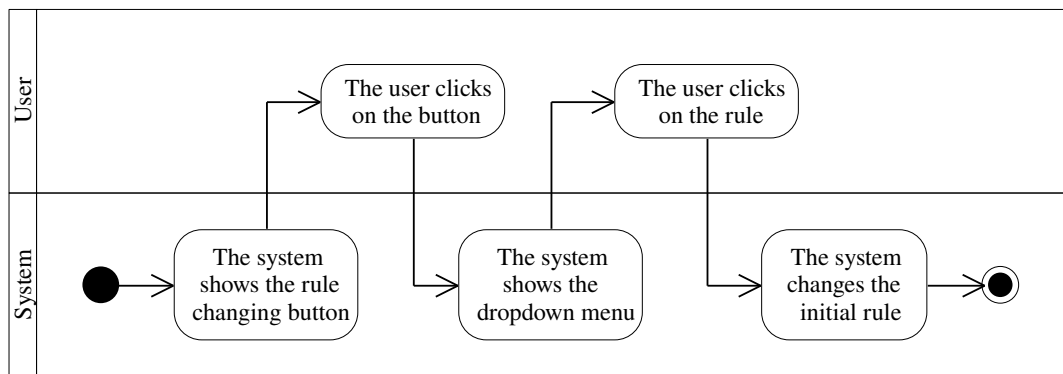 User
The user clicks
on the button
The user clicks
on the rule
System
The system
shows the rule
changing button
The system
shows the
dropdown menu
The system
changes the
initial rule